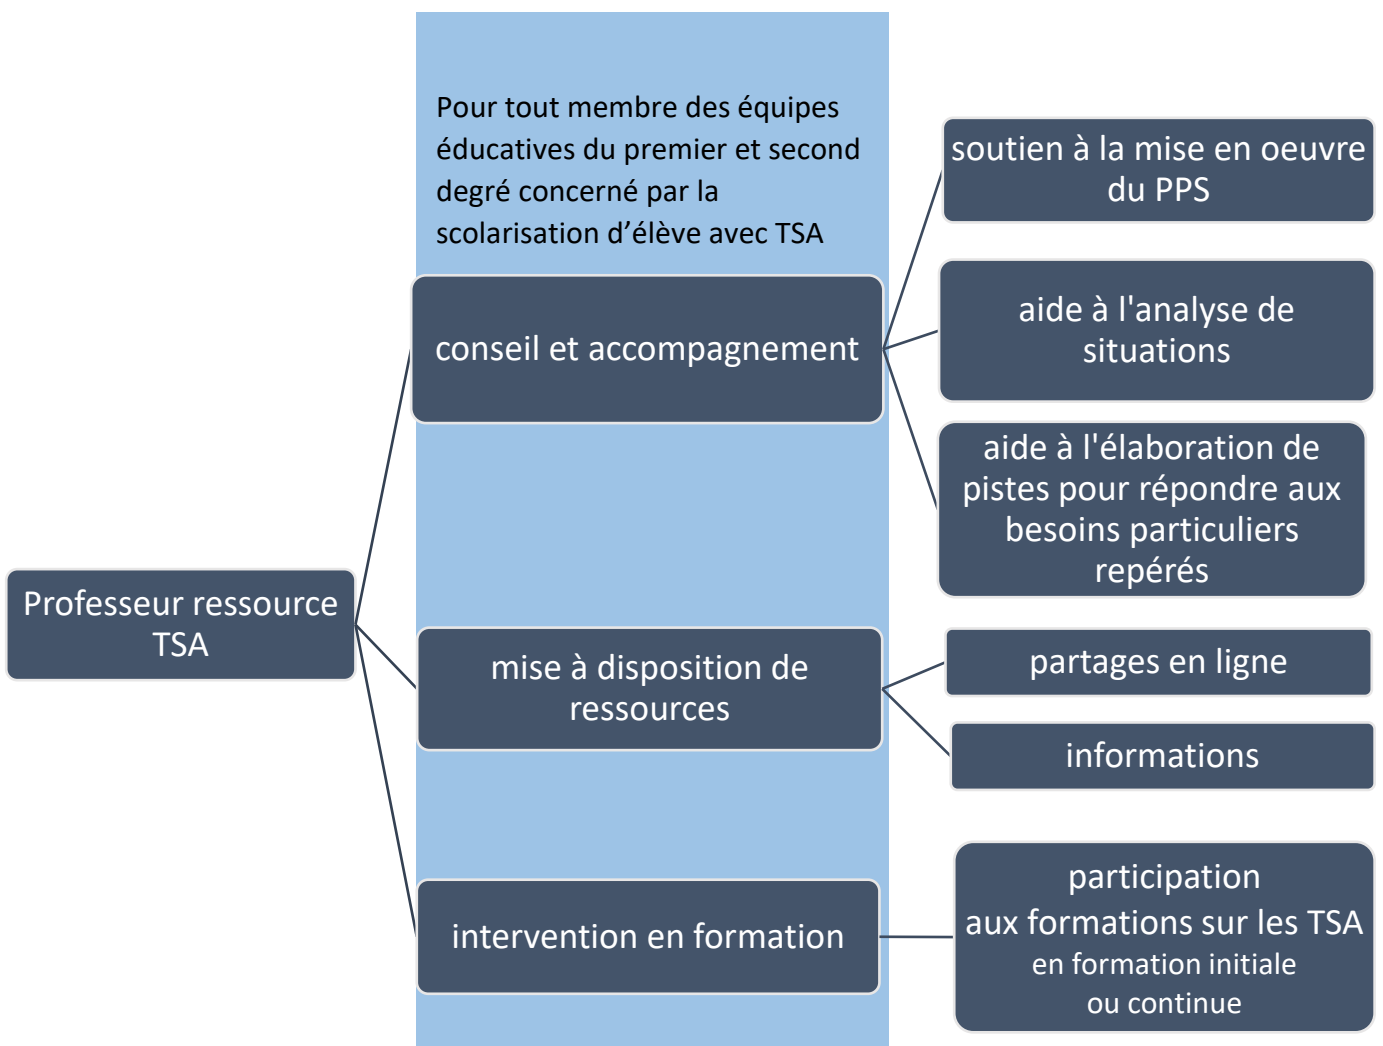 Pour tout membre des équipes
éducatives du premier et second
degré concerné par la
scolarisation d'élève avec TSA
Professeur ressource
TSA
conseil et accompagnement
soutien à la mise en oeuvre
du PPS
aide à l'analyse de
situations
aide à l'élaboration de
pistes pour répondre aux
besoins particuliers
repérés
mise à disposition de
ressources
partages en ligne
informations
intervention en formation
participation
aux formations sur les TSA
en formation initiale
ou continue